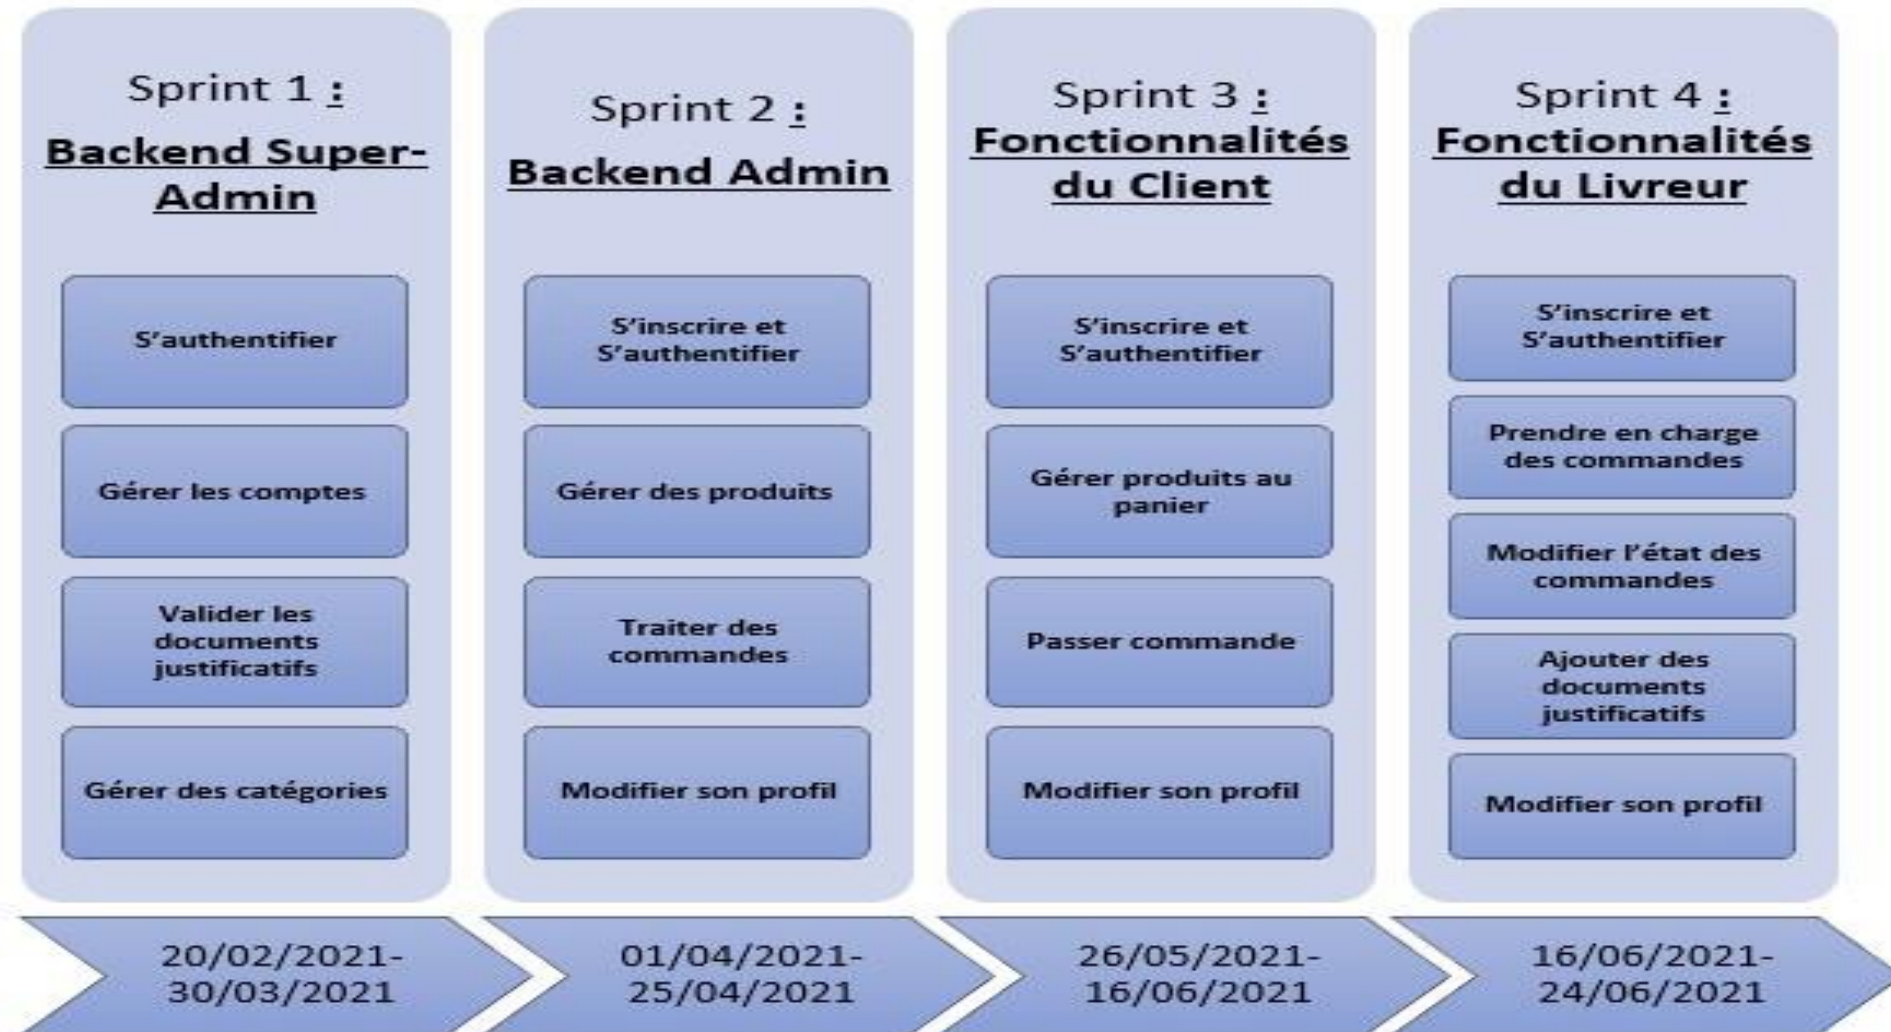 Sprint 1 :
Backend Super-
Admin
S'authentifier
Gérer les comptes
Valider les
documents
justificatifs
Gérer des catégories
20/02/2021-
30/03/2021
Sprint 2 :
Backend Admin
S'inscrire et
S'authentifier
Gérer des produits
Traiter des
commandes
Modifier son profil
01/04/2021-
25/04/2021
Sprint 3 :
Fonctionnalités
du Client
S'inscrire et
S'authentifier
Gérer produits au
panier
Passer commande
Modifier son profil
26/05/2021-
16/06/2021
Sprint 4 :
Fonctionnalités
du Livreur
S'inscrire et
S'authentifier
Prendre en charge
des commandes
Modifier l'état des
commandes
Ajouter des
documents
justificatifs
Modifier son profil
16/06/2021-
24/06/2021